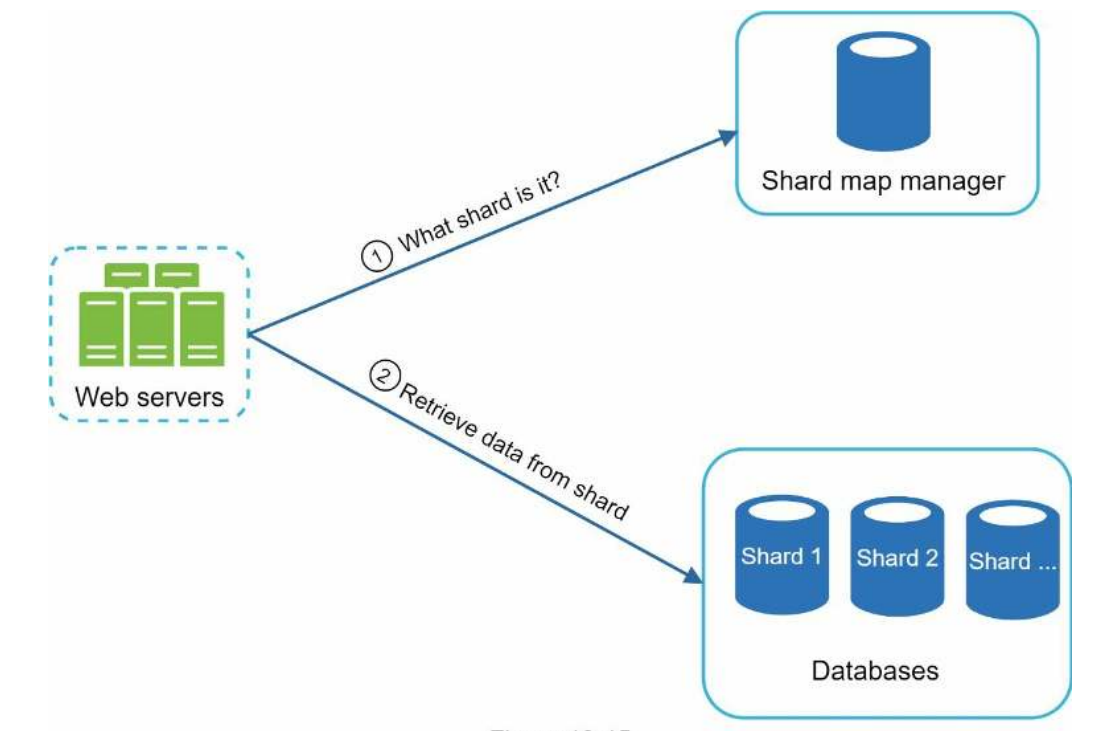 Shard map manager
① What shard is it?
Web servers
② Retrieve data from shard
Shard 1
Shard 2
Shard ...
Databases